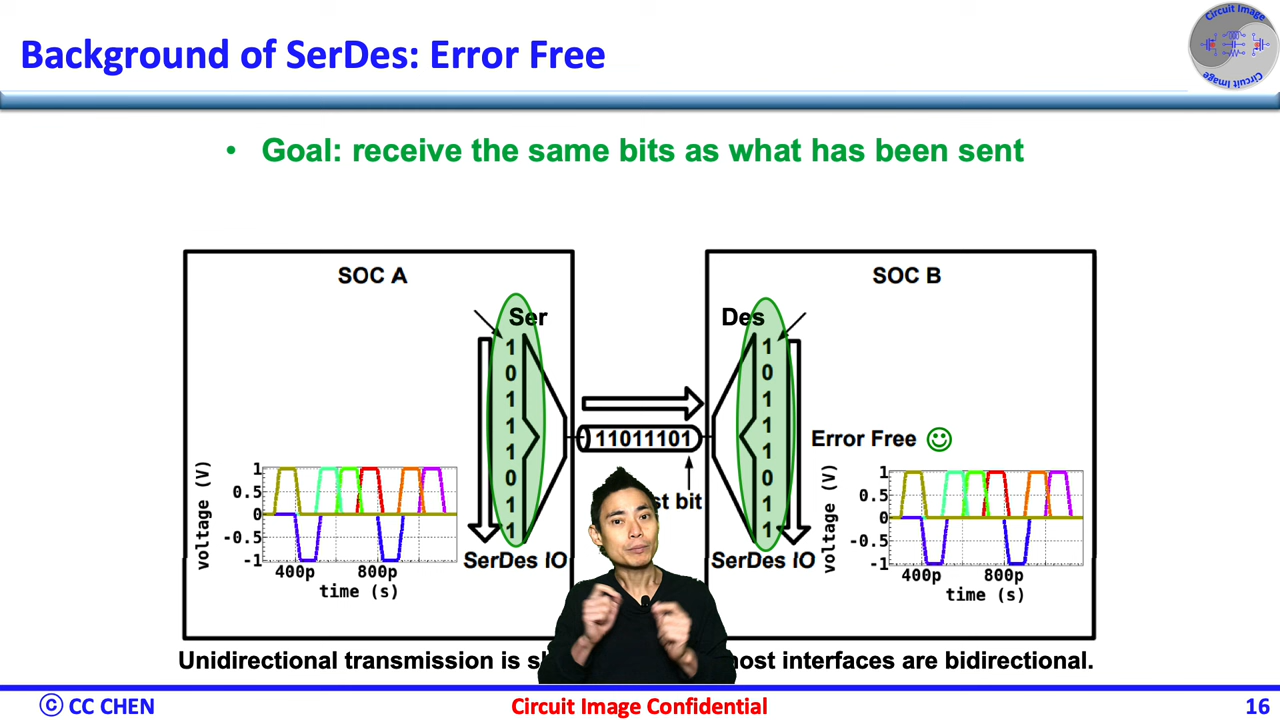 Background of SerDes: Error Free
Circuit Image
Circuit Image
• Goal: receive the same bits as what has been sent
SOC A
SOC B
Ser
Des
1
0
1
1
1
0
1
1
11011101
1
0
1
1
1
0
1
1
Error Free
bit
SerDes IO
SerDes IO
voltage (V)
1
0.5
0
-0.5
-1
400p 800p
time (s)
voltage (V)
1
0.5
0
-0.5
-1
400p 800p
time (s)
Unidirectional transmission is most interfaces are bidirectional.
© CC CHEN
Circuit Image Confidential
16